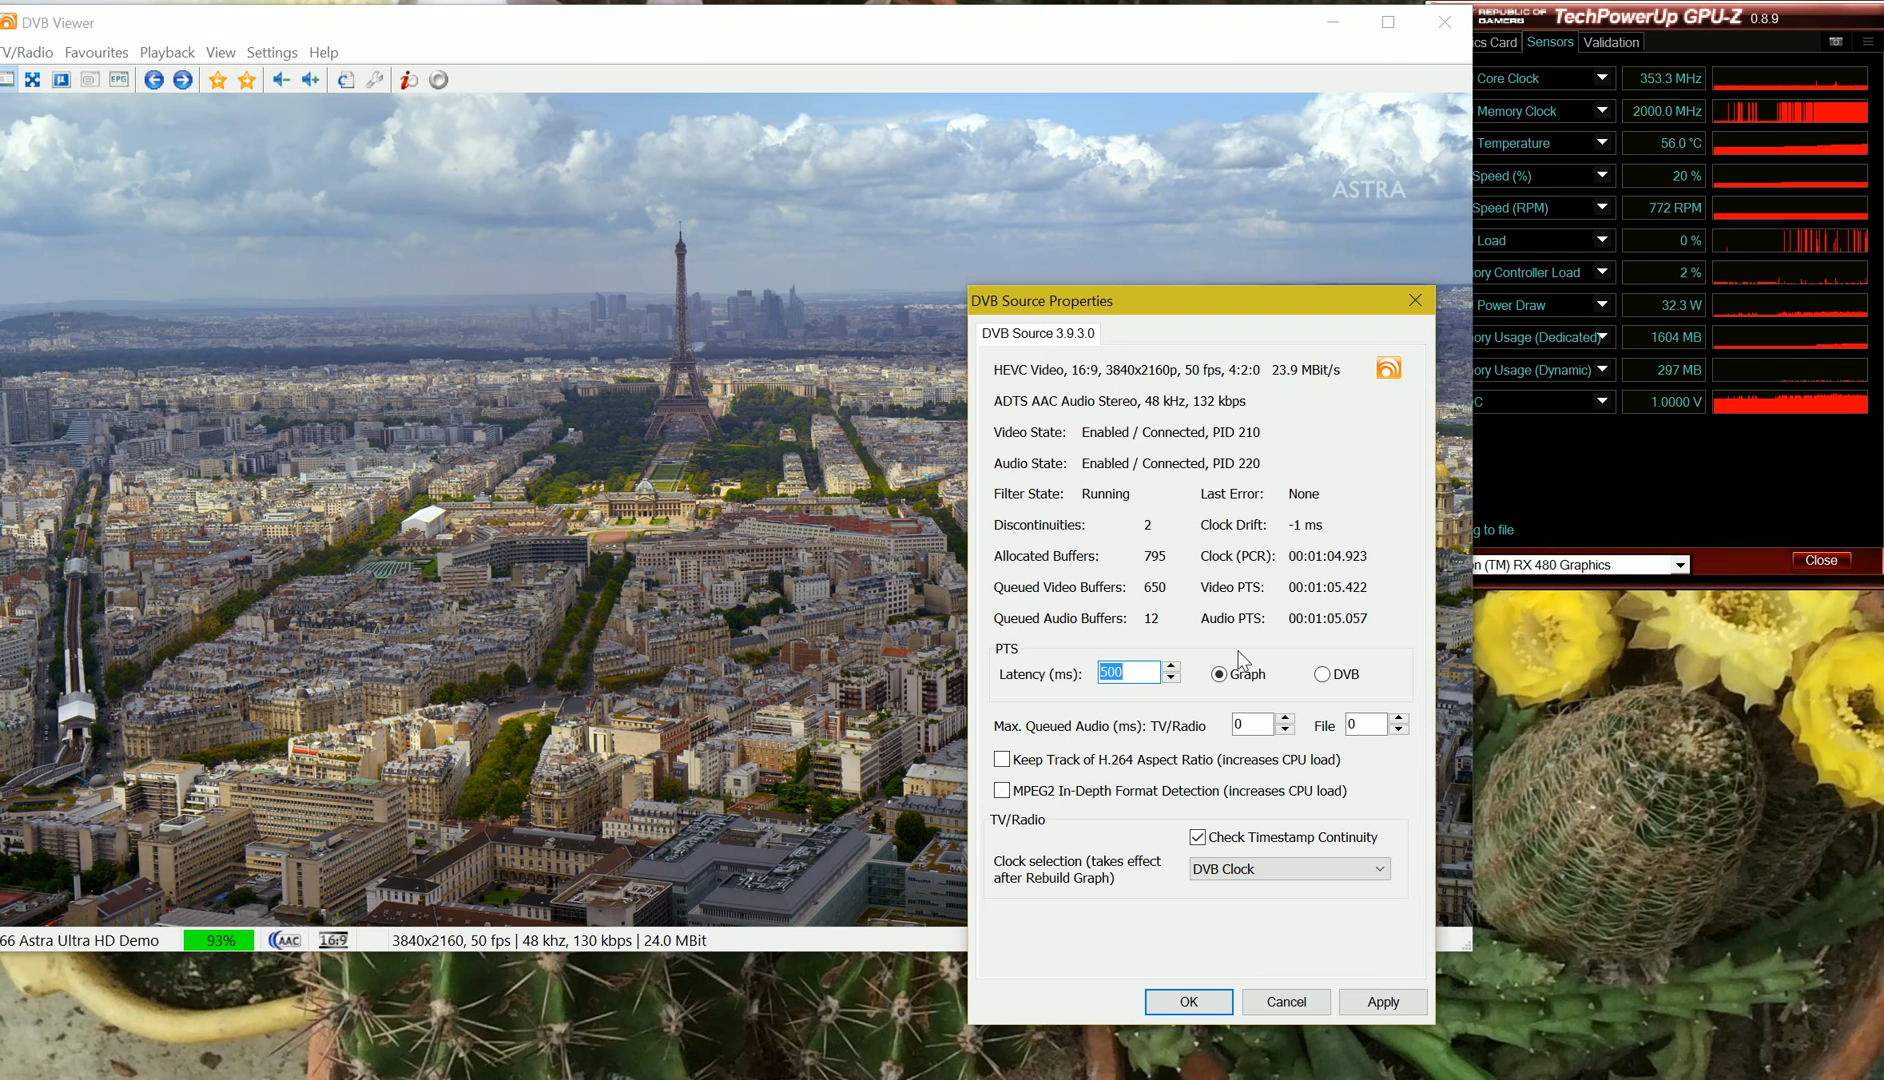 DVB Viewer
TV/Radio Favourites Playback View Settings Help
EPG
ASTRA
REPUBLIC OF GAMERS TechPowerUp GPU-Z 0.8.9
ics Card Sensors Validation
Core Clock 353.3 MHz
Memory Clock 2000.0 MHz
Temperature 56.0 °C
Speed (%) 20 %
Speed (RPM) 772 RPM
Load 0 %
ory Controller Load 2 %
Power Draw 32.3 W
ory Usage (Dedicated) 1604 MB
ory Usage (Dynamic) 297 MB
C 1.0000 V
g to file
n (TM) RX 480 Graphics Close
DVB Source Properties
DVB Source 3.9.3.0
HEVC Video, 16:9, 3840x2160p, 50 fps, 4:2:0 23.9 MBit/s
ADTS AAC Audio Stereo, 48 kHz, 132 kbps
Video State: Enabled / Connected, PID 210
Audio State: Enabled / Connected, PID 220
Filter State: Running Last Error: None
Discontinuities: 2 Clock Drift: -1 ms
Allocated Buffers: 795 Clock (PCR): 00:01:04.923
Queued Video Buffers: 650 Video PTS: 00:01:05.422
Queued Audio Buffers: 12 Audio PTS: 00:01:05.057
PTS
Latency (ms): 500 Graph DVB
Max. Queued Audio (ms): TV/Radio 0 File 0
Keep Track of H.264 Aspect Ratio (increases CPU load)
MPEG2 In-Depth Format Detection (increases CPU load)
TV/Radio
Check Timestamp Continuity
Clock selection (takes effect
after Rebuild Graph) DVB Clock
OK Cancel Apply
66 Astra Ultra HD Demo 93% AAC 16:9 3840x2160, 50 fps | 48 khz, 130 kbps | 24.0 MBit